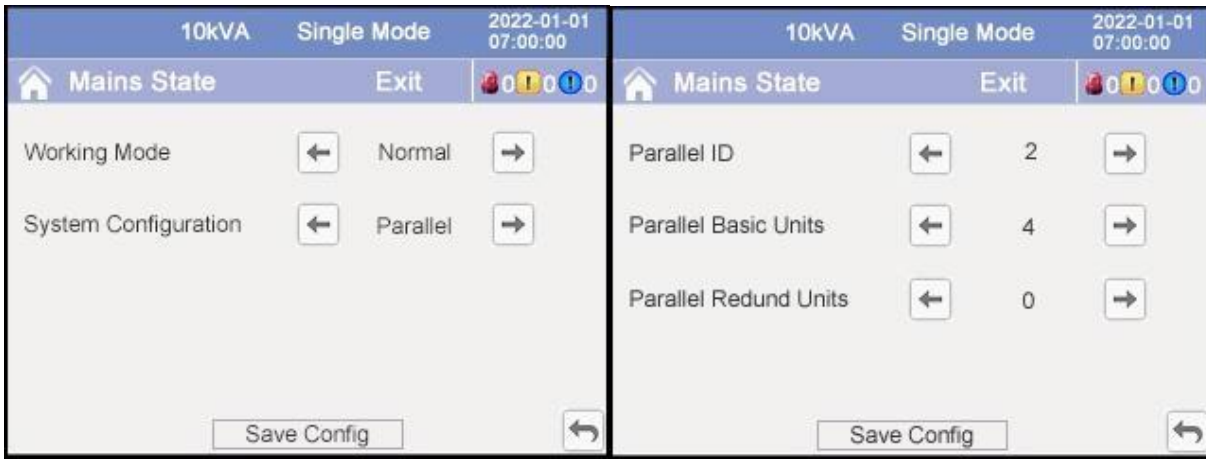 10kVA Single Mode 2022-01-01
07:00:00
Mains State Exit 0 0 0
Working Mode Normal
System Configuration Parallel
Save Config
10kVA Single Mode 2022-01-01
07:00:00
Mains State Exit 0 0 0
Parallel ID 2
Parallel Basic Units 4
Parallel Redund Units 0
Save Config